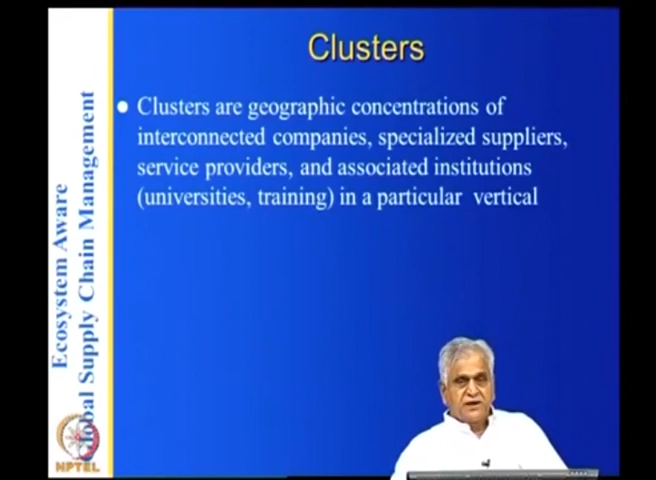 Clusters
Clusters are geographic concentrations of
interconnected companies, specialized suppliers,
service providers, and associated institutions
(universities, training) in a particular vertical
Ecosystem Aware
Global Supply Chain Management
NPTEL